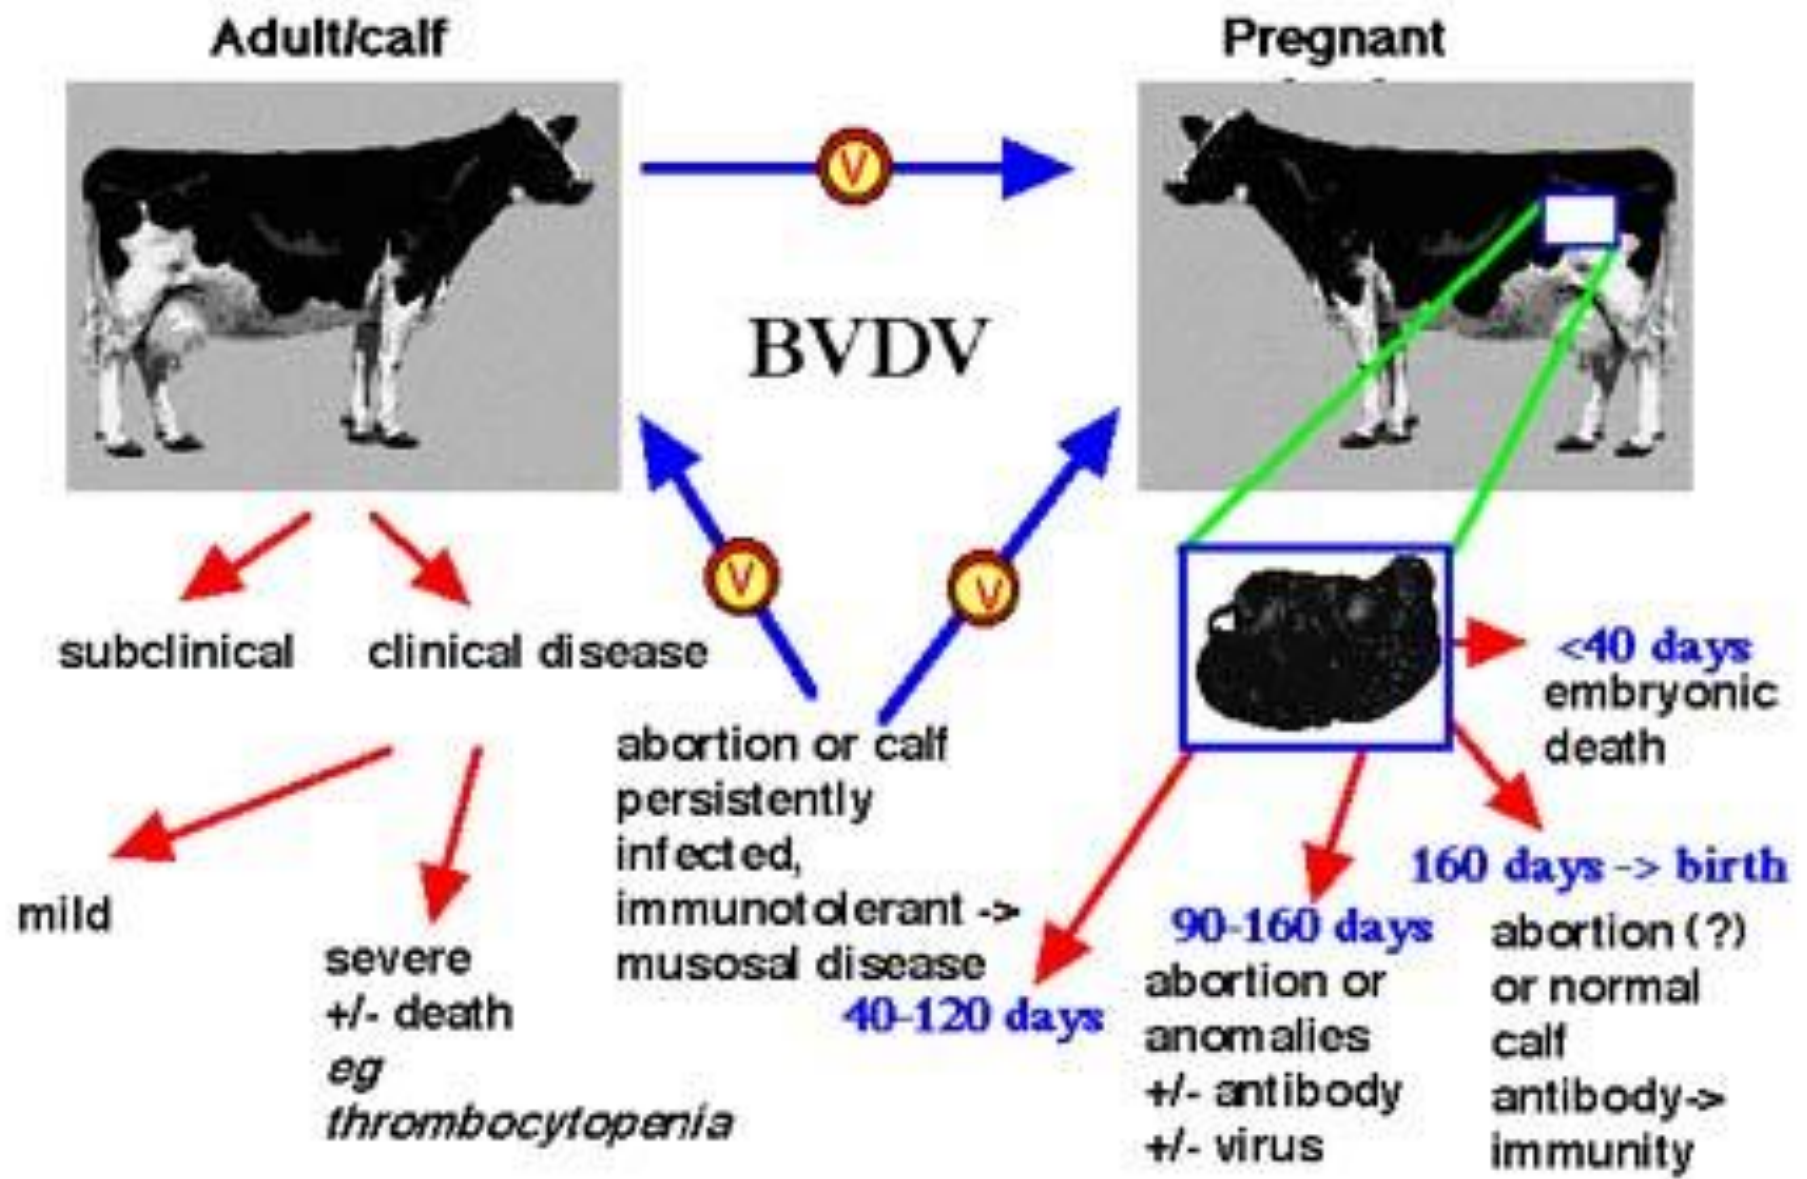 Adult/calf
Pregnant
V
BVDV
V
V
subclinical
clinical disease
mild
severe
+/- death
eg
thrombocytopenia
abortion or calf
persistently
infected,
immunotolerant ->
musosal disease
40-120 days
<40 days
embryonic
death
90-160 days
abortion or
anomalies
+/- antibody
+/- virus
160 days -> birth
abortion (?)
or normal
calf
antibody->
immunity